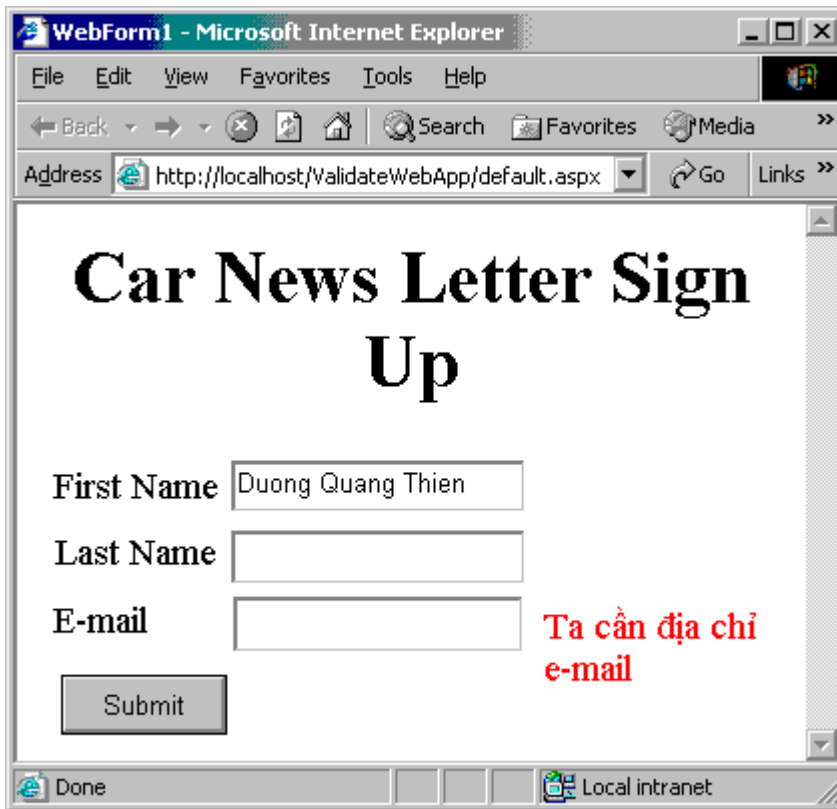 WebForm1 - Microsoft Internet Explorer
File Edit View Favorites Tools Help
Back Search Favorites Media »
Address http://localhost/ValidateWebApp/default.aspx Go Links »
Car News Letter Sign
Up
First Name Duong Quang Thien
Last Name
E-mail Ta cần địa chỉ
e-mail
Submit
Done Local intranet